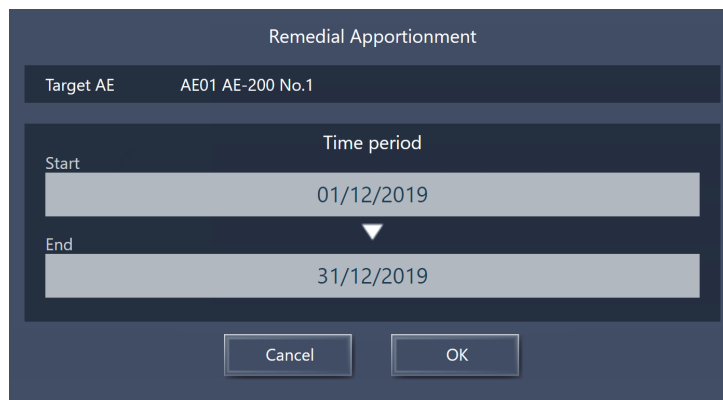 Remedial Apportionment
Target AE AE01 AE-200 No.1
Time period
Start
01/12/2019
End
31/12/2019
Cancel OK